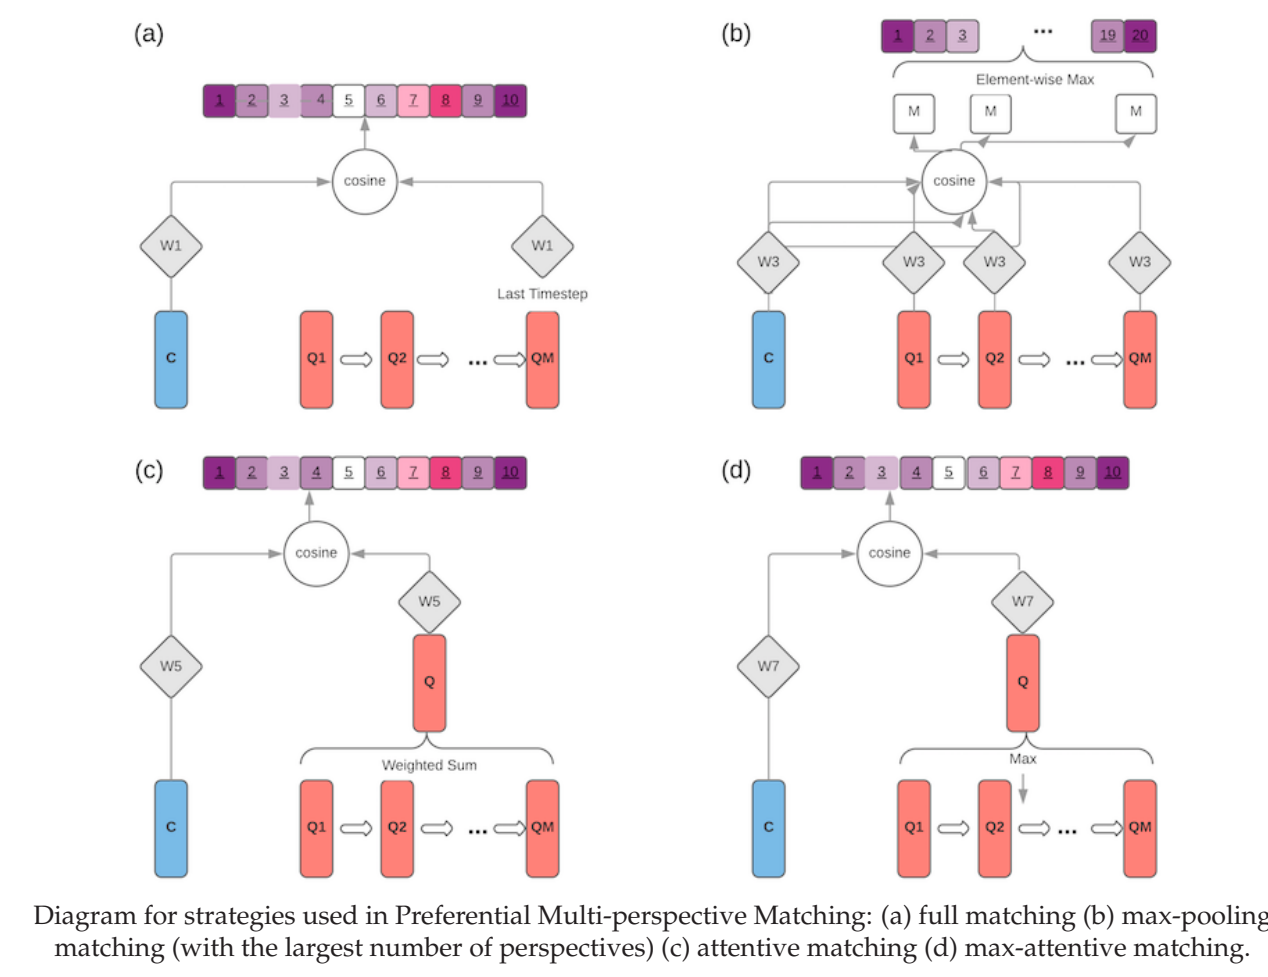 (a)
1 2 3 4 5 6 7 8 9 10
cosine
W1 W1
Last Timestep
C Q1 Q2 ... QM
(b)
1 2 3 ... 19 20
Element-wise Max
M M M
cosine
W3 W3 W3 W3
C Q1 Q2 ... QM
(c)
1 2 3 4 5 6 7 8 9 10
cosine
W5
W5
Q
Weighted Sum
C Q1 Q2 ... QM
(d)
1 2 3 4 5 6 7 8 9 10
cosine
W7
W7
Q
Max
C Q1 Q2 ... QM
Diagram for strategies used in Preferential Multi-perspective Matching: (a) full matching (b) max-pooling
matching (with the largest number of perspectives) (c) attentive matching (d) max-attentive matching.